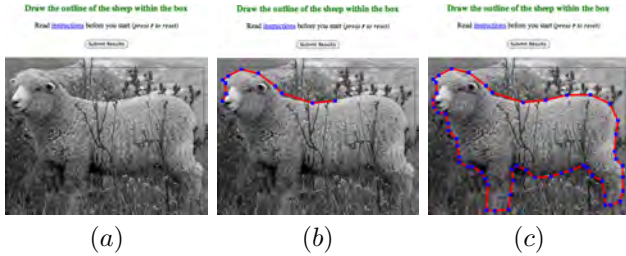 Draw the outline of the sheep within the box
Read instructions before you start (press r to reset)
Submit Results
Draw the outline of the sheep within the box
Read instructions before you start (press r to reset)
Submit Results
Draw the outline of the sheep within the box
Read instructions before you start (press r to reset)
Submit Results
(a) (b) (c)